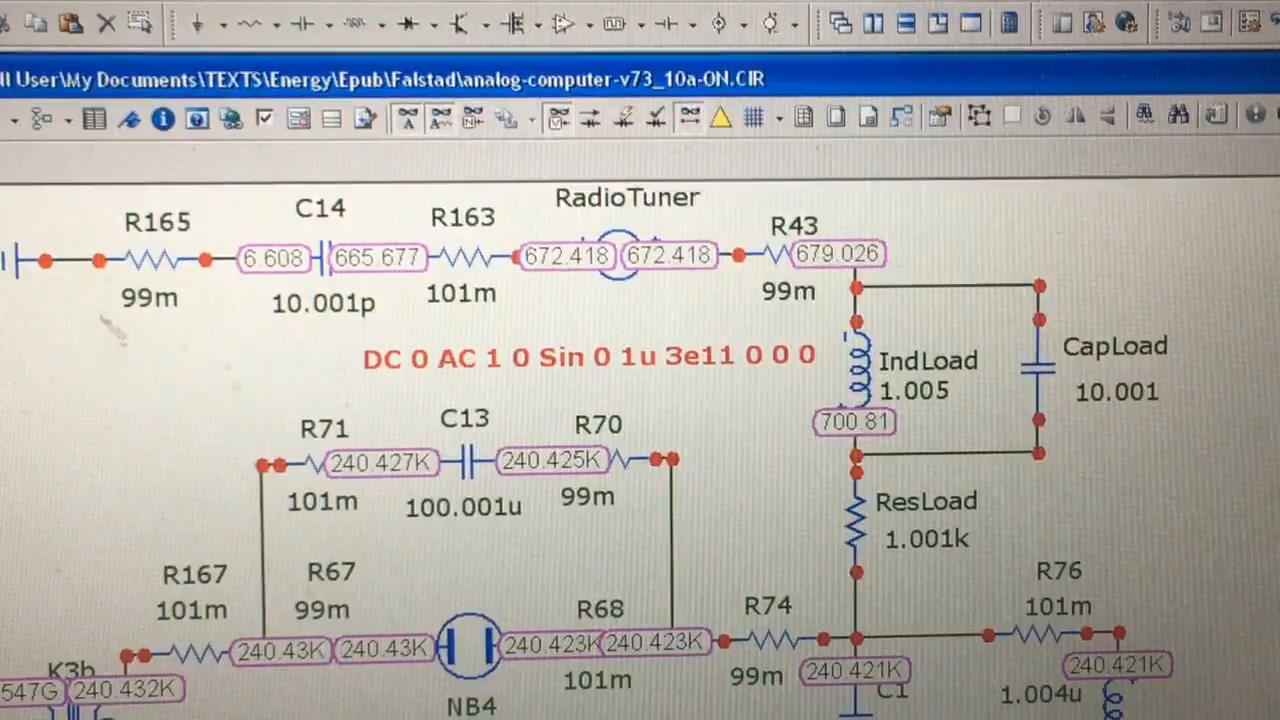 ll User\My Documents\TEXTS\Energy\Epub\Falstad\analog-computer-v73_10a-ON.CIR
RadioTuner
R165
C14
R163
R43
6.608
665.677
672.418
672.418
679.026
99m
10.001p
101m
99m
DC 0 AC 1 0 Sin 0 1u 3e11 0 0 0
IndLoad
1.005
CapLoad
10.001
700.81
R71
C13
R70
240.427K
240.425K
101m
100.001u
99m
ResLoad
1.001k
R167
R67
R76
101m
99m
R68
R74
101m
240.43K
240.43K
240.423K
240.423K
K3b
547G
240.432K
101m
99m
240.421K
240.421K
C1
1.004u
NB4